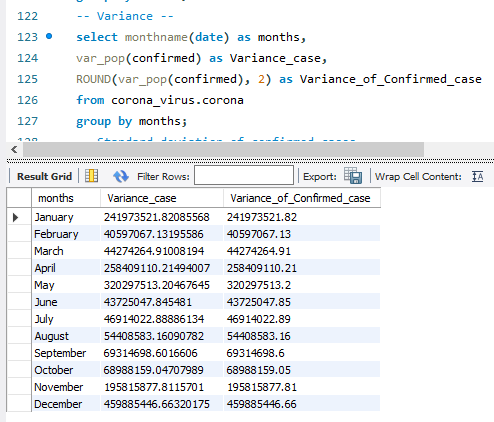 122 -- Variance --
123 select monthname(date) as months,
124 var_pop(confirmed) as Variance_case,
125 ROUND(var_pop(confirmed), 2) as Variance_of_Confirmed_case
126 from corona_virus.corona
127 group by months;
Result Grid Filter Rows: Export: Wrap Cell Content: IA
months Variance_case Variance_of_Confirmed_case
January 241973521.82085568 241973521.82
February 40597067.13195586 40597067.13
March 44274264.91008194 44274264.91
April 258409110.21494007 258409110.21
May 320297513.20467645 320297513.2
June 43725047.845481 43725047.85
July 46914022.88886134 46914022.89
August 54408583.16090782 54408583.16
September 69314698.6016606 69314698.6
October 68988159.04707989 68988159.05
November 195815877.8115701 195815877.81
December 459885446.66320175 459885446.66